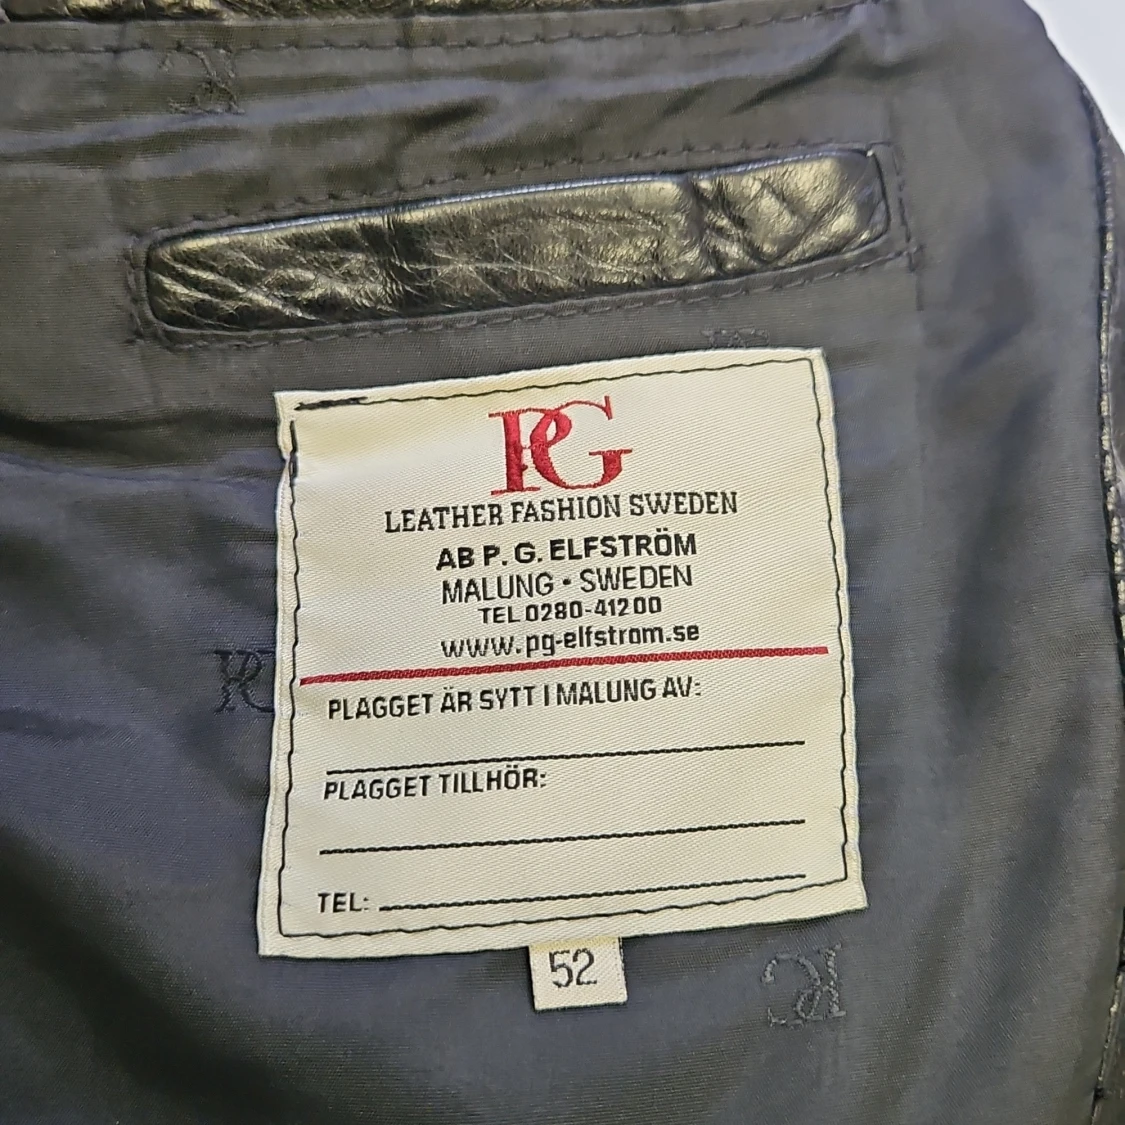 PG
LEATHER FASHION SWEDEN
AB P. G. ELFSTRÖM
MALUNG • SWEDEN
TEL 0280-41200
www.pg-elfstrom.se
PLAGGET ÄR SYTT I MALUNG AV:
PLAGGET TILLHÖR:
TEL:
52